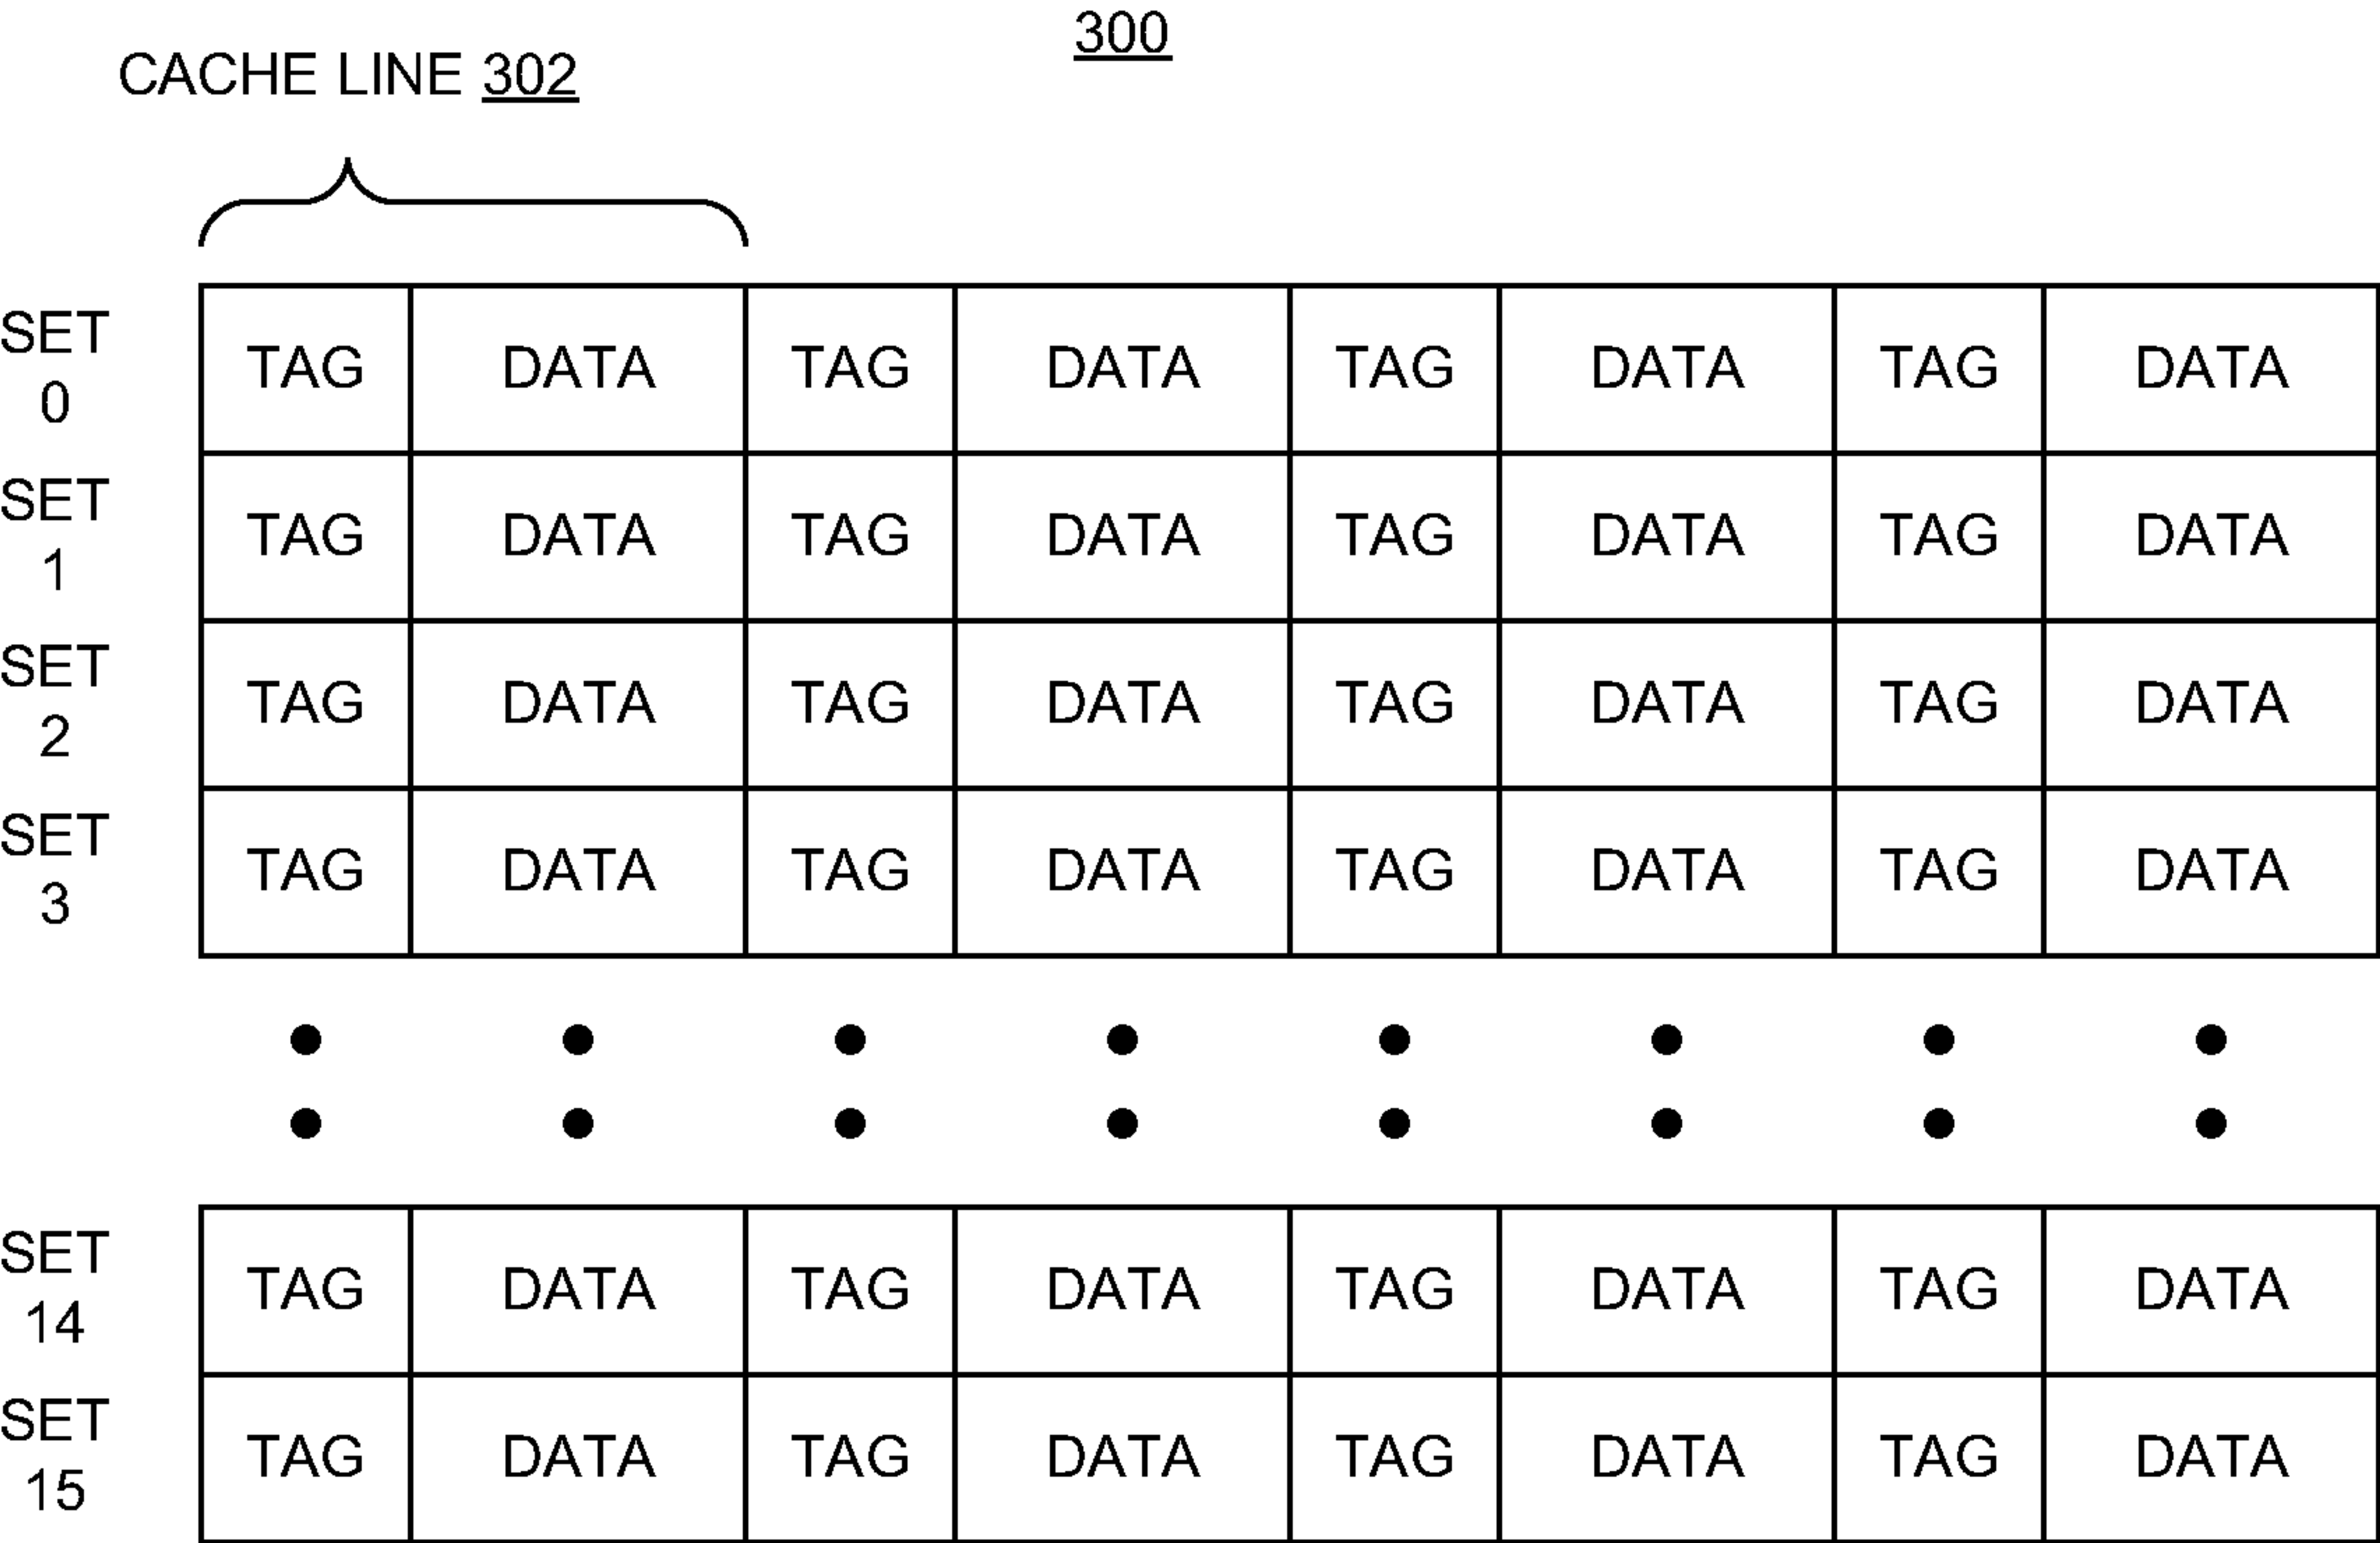 300
CACHE LINE 302
SET 0 TAG DATA TAG DATA TAG DATA TAG DATA
SET 1 TAG DATA TAG DATA TAG DATA TAG DATA
SET 2 TAG DATA TAG DATA TAG DATA TAG DATA
SET 3 TAG DATA TAG DATA TAG DATA TAG DATA
SET 14 TAG DATA TAG DATA TAG DATA TAG DATA
SET 15 TAG DATA TAG DATA TAG DATA TAG DATA